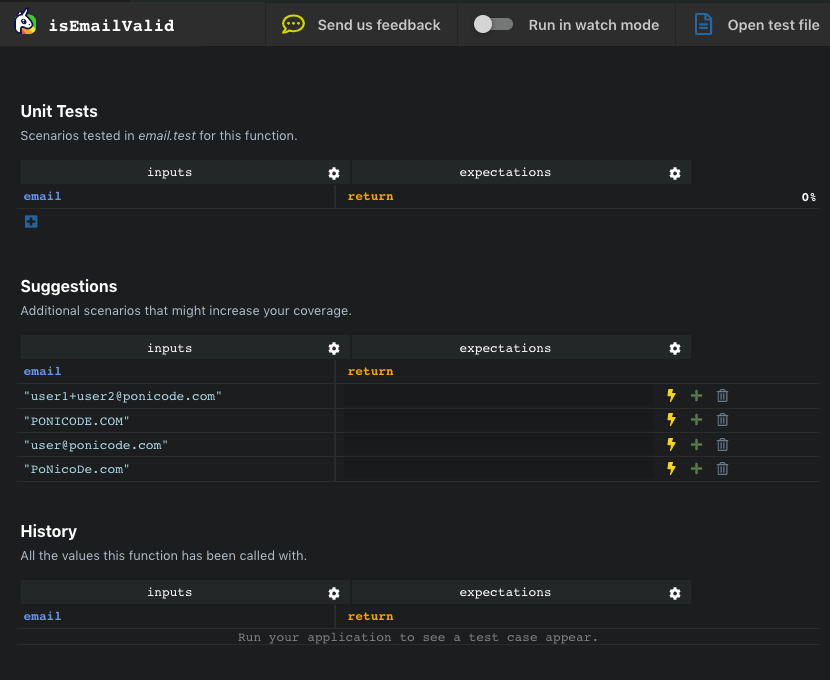 isEmailValid Send us feedback Run in watch mode Open test file
Unit Tests
Scenarios tested in email.test for this function.
inputs expectations
email return 0%
Suggestions
Additional scenarios that might increase your coverage.
inputs expectations
email return
"user1+user2@ponicode.com"
"PONICODE.COM"
"user@ponicode.com"
"PoNicoDe.com"
History
All the values this function has been called with.
inputs expectations
email return
Run your application to see a test case appear.